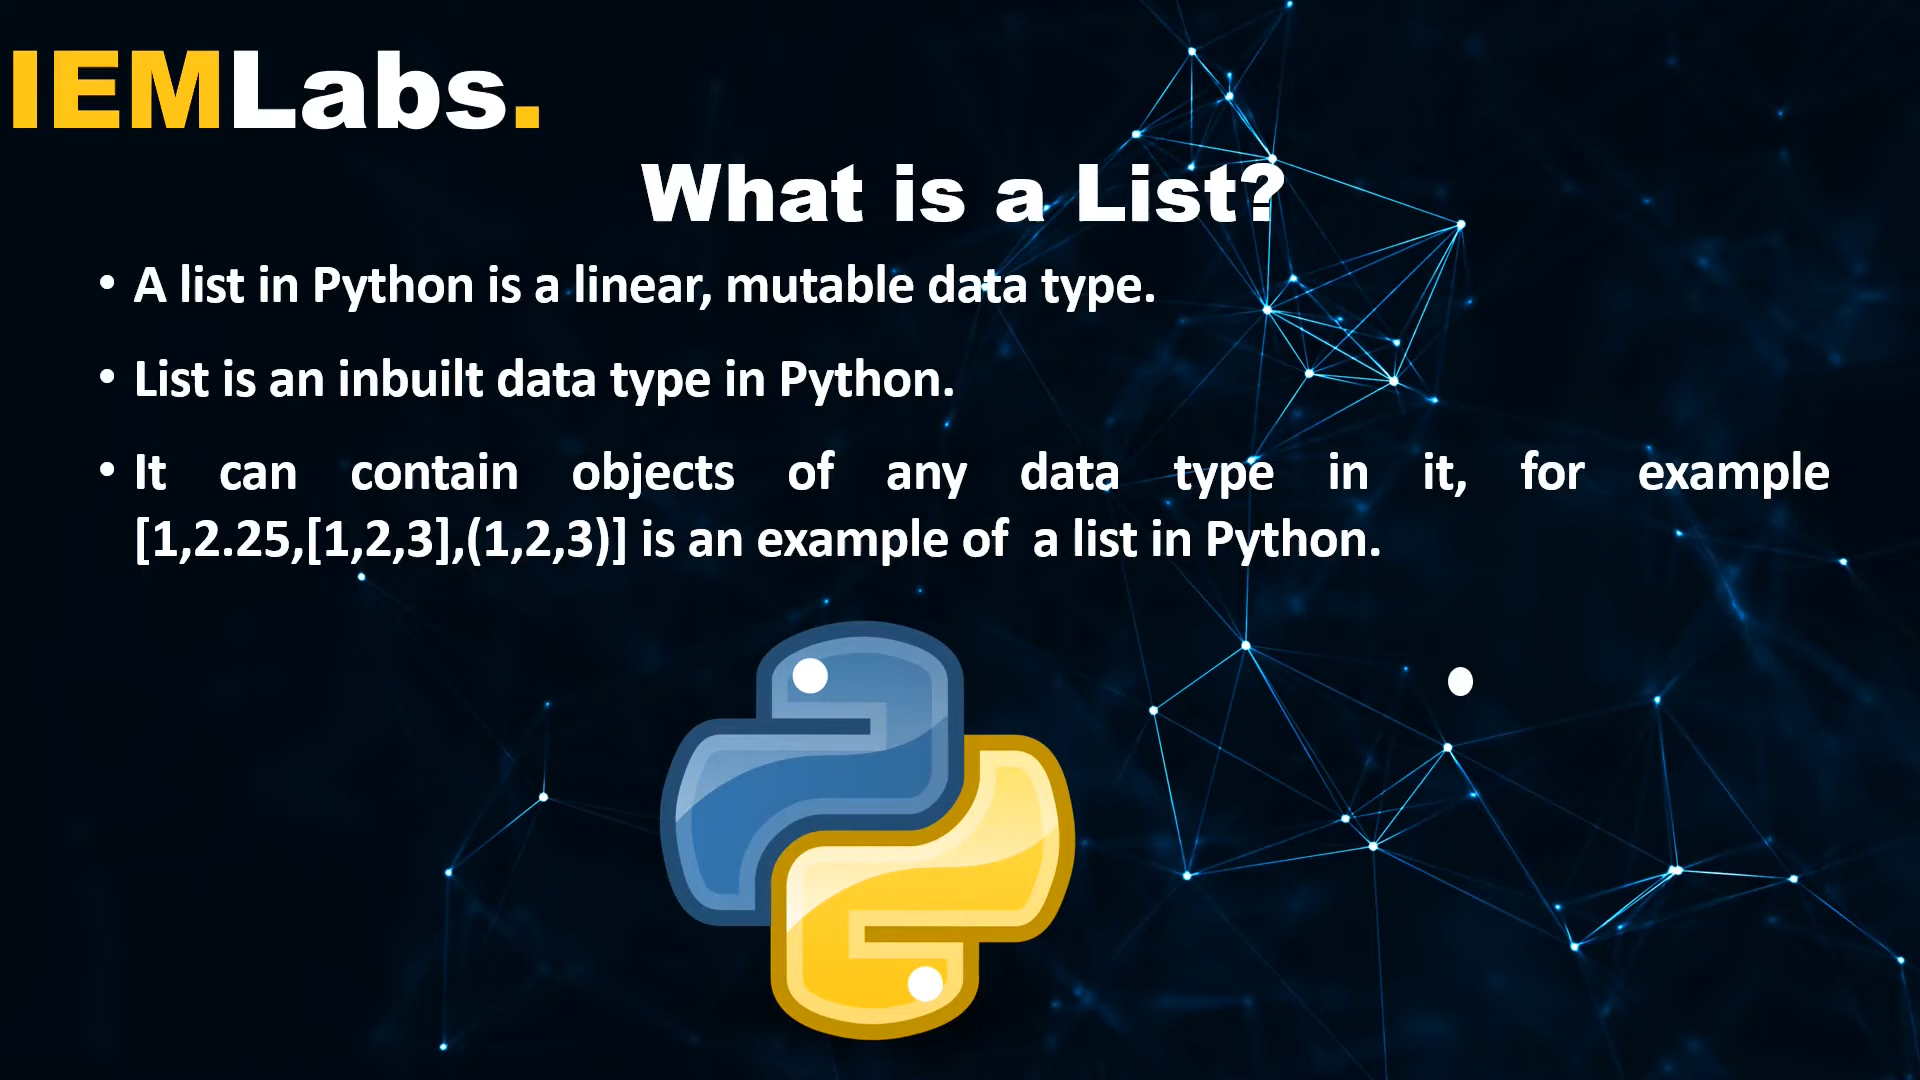 IEMLabs.
What is a List?
• A list in Python is a linear, mutable data type.
• List is an inbuilt data type in Python.
• It can contain objects of any data type in it, for example
[1,2.25,[1,2,3],(1,2,3)] is an example of  a list in Python.